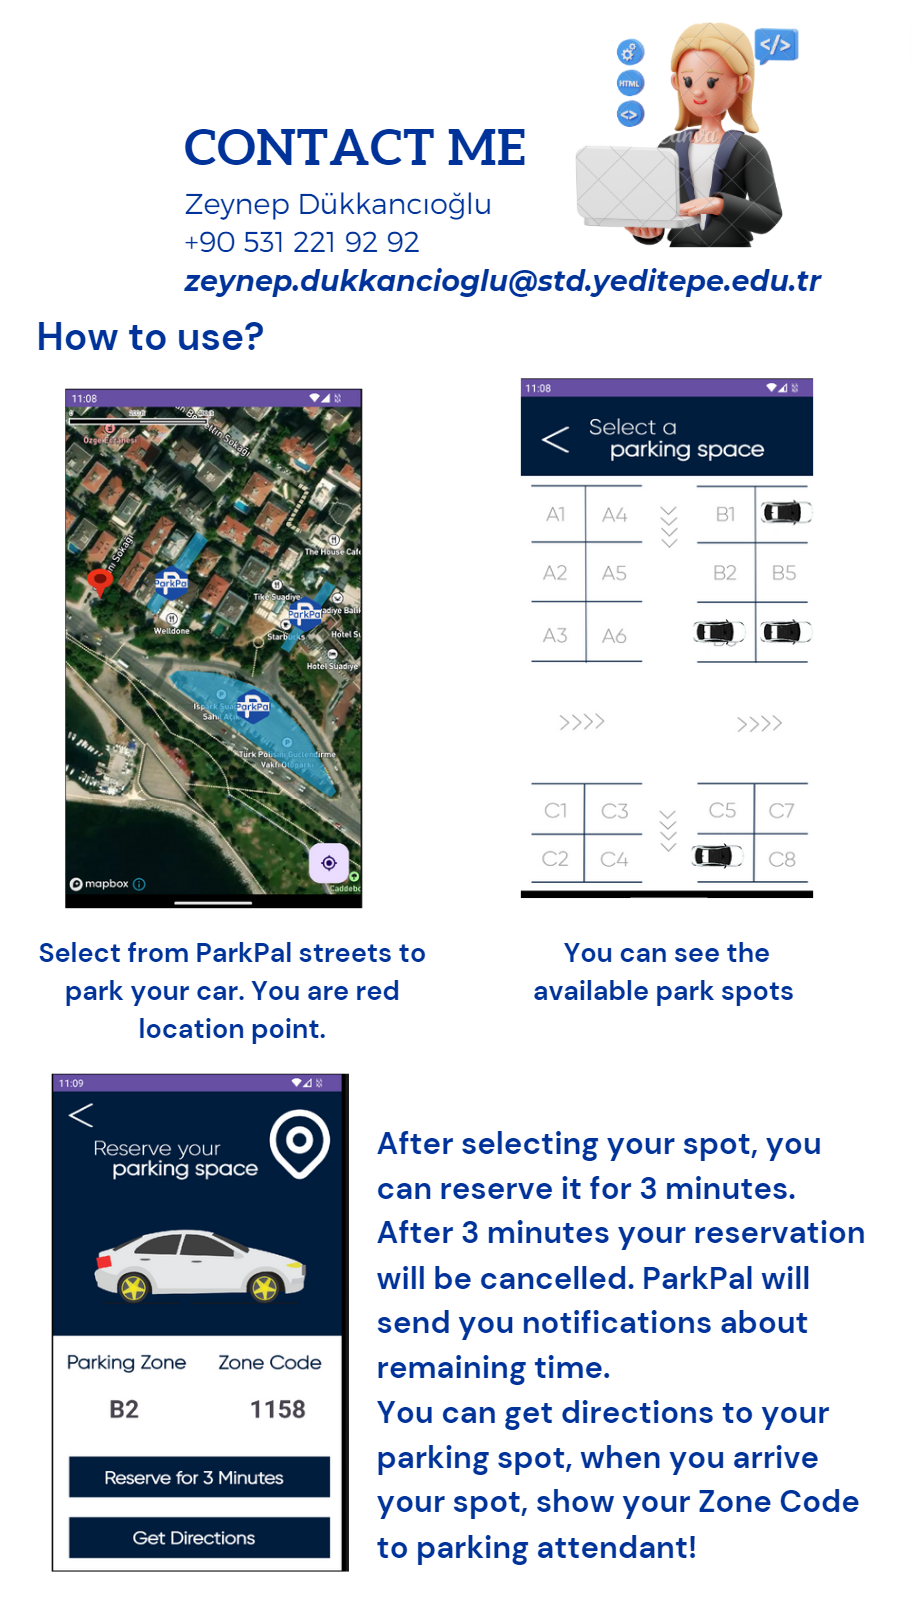 HTML
</>
<>
CONTACT ME
Zeynep Dükkancıoğlu
+90 531 221 92 92
zeynep.dukkancioglu@std.yeditepe.edu.tr
How to use?
11:08
Özge Eczanesi
The House Cafe
ParkPal
Tike Suadiye
Welldone
ParkPal
Starbucks
Hotel Suadiye
ParkPal
Türk Polisini Güçlendirme
Vakfı Otoparkı
mapbox
11:08
Select a
parking space
A1 A4 B1
A2 A5 B2 B5
A3 A6
>>>> >>>>
C1 C3 C5 C7
C2 C4 C8
Select from ParkPal streets to
park your car. You are red
location point.
You can see the
available park spots
11:09
Reserve your
parking space
Parking Zone Zone Code
B2 1158
Reserve for 3 Minutes
Get Directions
After selecting your spot, you
can reserve it for 3 minutes.
After 3 minutes your reservation
will be cancelled. ParkPal will
send you notifications about
remaining time.
You can get directions to your
parking spot, when you arrive
your spot, show your Zone Code
to parking attendant!